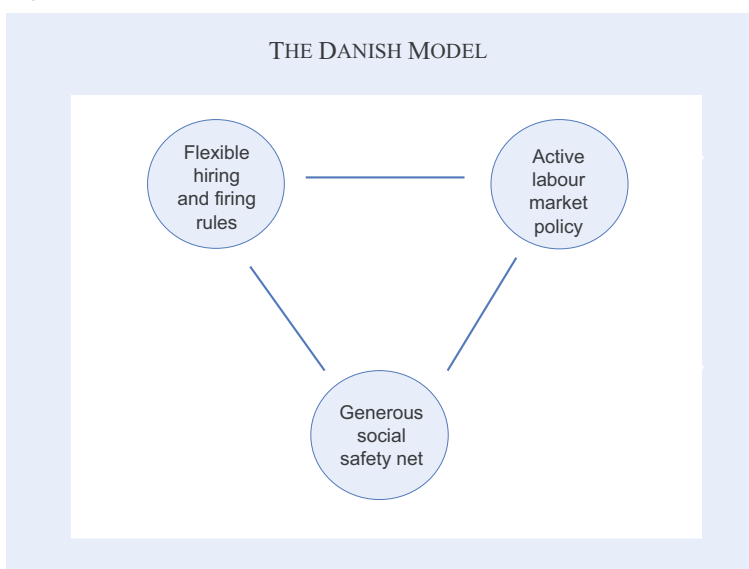 THE DANISH MODEL
Flexible
hiring
and firing
rules
Active
labour
market
policy
Generous
social
safety net